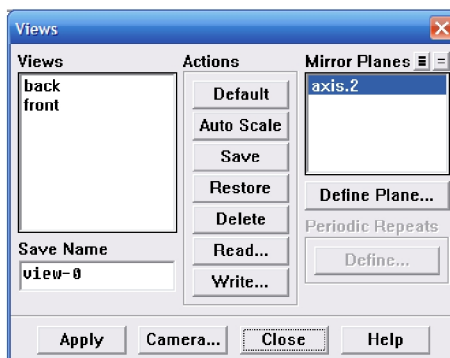 Views
Views
back
front
Save Name
view-0
Actions
Default
Auto Scale
Save
Restore
Delete
Read...
Write...
Mirror Planes
axis.2
Define Plane...
Periodic Repeats
Define...
Apply
Camera...
Close
Help